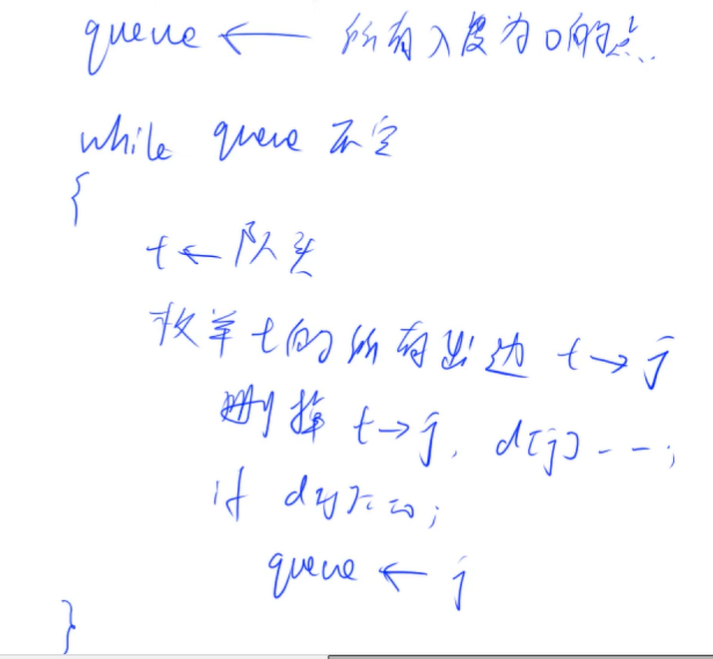 queue ← 所有入度为0的点
while queue 不空
{
t ← 队头
枚举 t 的所有出边 t → j
删掉 t → j, d[j]--;
if d[j]==0;
queue ← j
}